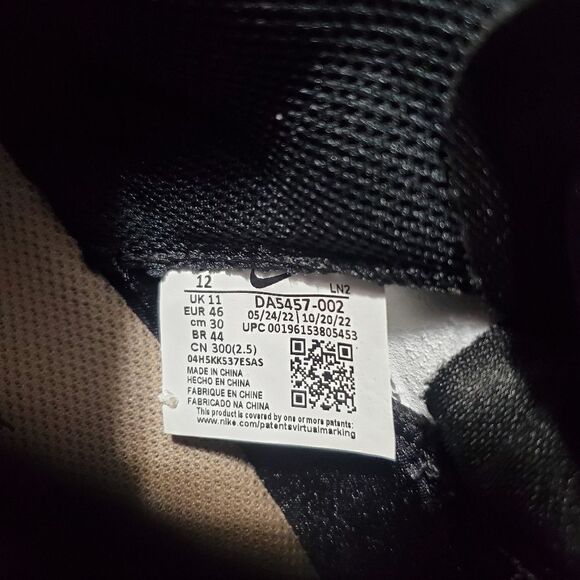 12 LN2
UK 11 DA5457-002
EUR 46 05/24/22 | 10/20/22
cm 30 UPC 00196153805453
BR 44
CN 300(2.5)
04H5KKS37ESAS
MADE IN CHINA
HECHO EN CHINA
FABRIQUE EN CHINE
FABRICADO NA CHINA
This product is covered by one or more patents:
www.nike.com/patentsvirtualmarking